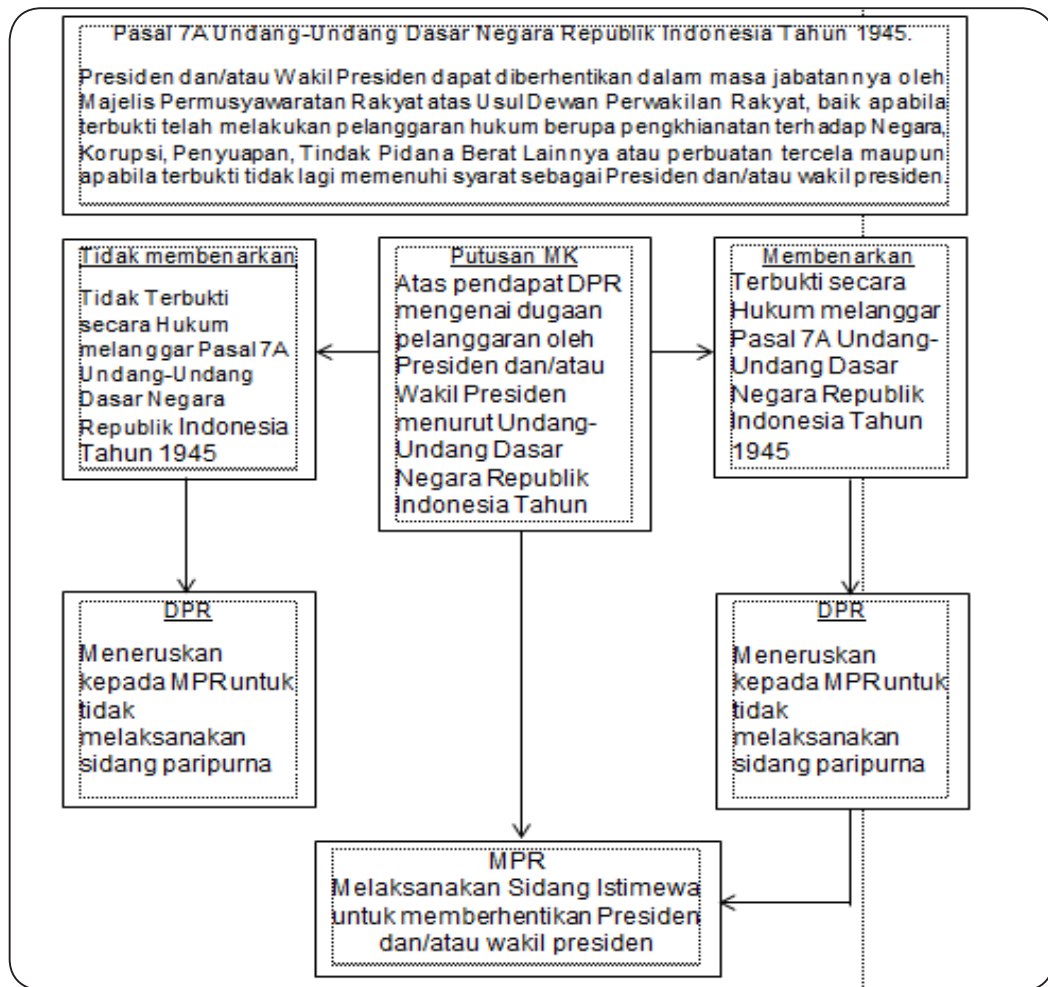 Pasal 7A Undang-Undang Dasar Negara Republik Indonesia Tahun 1945.
Presiden dan/atau Wakil Presiden dapat diberhentikan dalam masa jabatannya oleh
Majelis Permusyawaratan Rakyat atas Usul Dewan Perwakilan Rakyat, baik apabila
terbukti telah melakukan pelanggaran hukum berupa pengkhianatan terhadap Negara,
Korupsi, Penyuapan, Tindak Pidana Berat Lainnya atau perbuatan tercela maupun
apabila terbukti tidak lagi memenuhi syarat sebagai Presiden dan/atau wakil presiden.
Tidak membenarkan
Tidak Terbukti
secara Hukum
melanggar Pasal 7A
Undang-Undang
Dasar Negara
Republik Indonesia
Tahun 1945
Putusan MK
Atas pendapat DPR
mengenai dugaan
pelanggaran oleh
Presiden dan/atau
Wakil Presiden
menurut Undang-
Undang Dasar
Negara Republik
Indonesia Tahun
Membenarkan
Terbukti secara
Hukum melanggar
Pasal 7A Undang-
Undang Dasar
Negara Republik
Indonesia Tahun
1945
DPR
Meneruskan
kepada MPR untuk
tidak
melaksanakan
sidang paripurna
DPR
Meneruskan
kepada MPR untuk
tidak
melaksanakan
sidang paripurna
MPR
Melaksanakan Sidang Istimewa
untuk memberhentikan Presiden
dan/atau wakil presiden